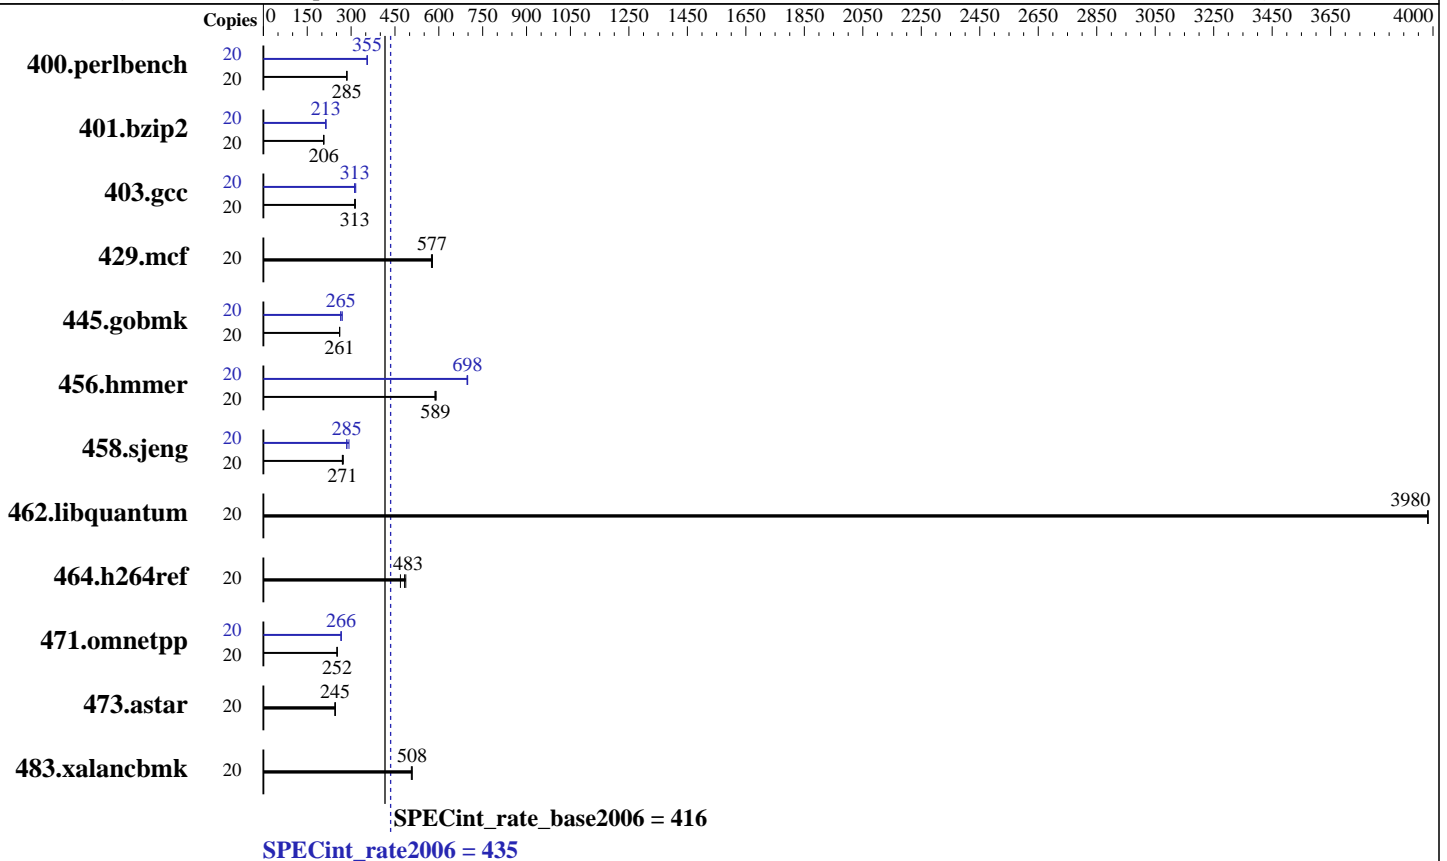 Copies 0 150 300 450 600 750 900 1050 1250 1450 1650 1850 2050 2250 2450 2650 2850 3050 3250 3450 3650 4000
400.perlbench 20 355
20 285
401.bzip2 20 213
20 206
403.gcc 20 313
20 313
429.mcf 20 577
445.gobmk 20 265
20 261
456.hmmer 20 698
20 589
458.sjeng 20 285
20 271
462.libquantum 20 3980
464.h264ref 20 483
471.omnetpp 20 266
20 252
473.astar 20 245
483.xalancbmk 20 508
SPECint_rate_base2006 = 416
SPECint_rate2006 = 435